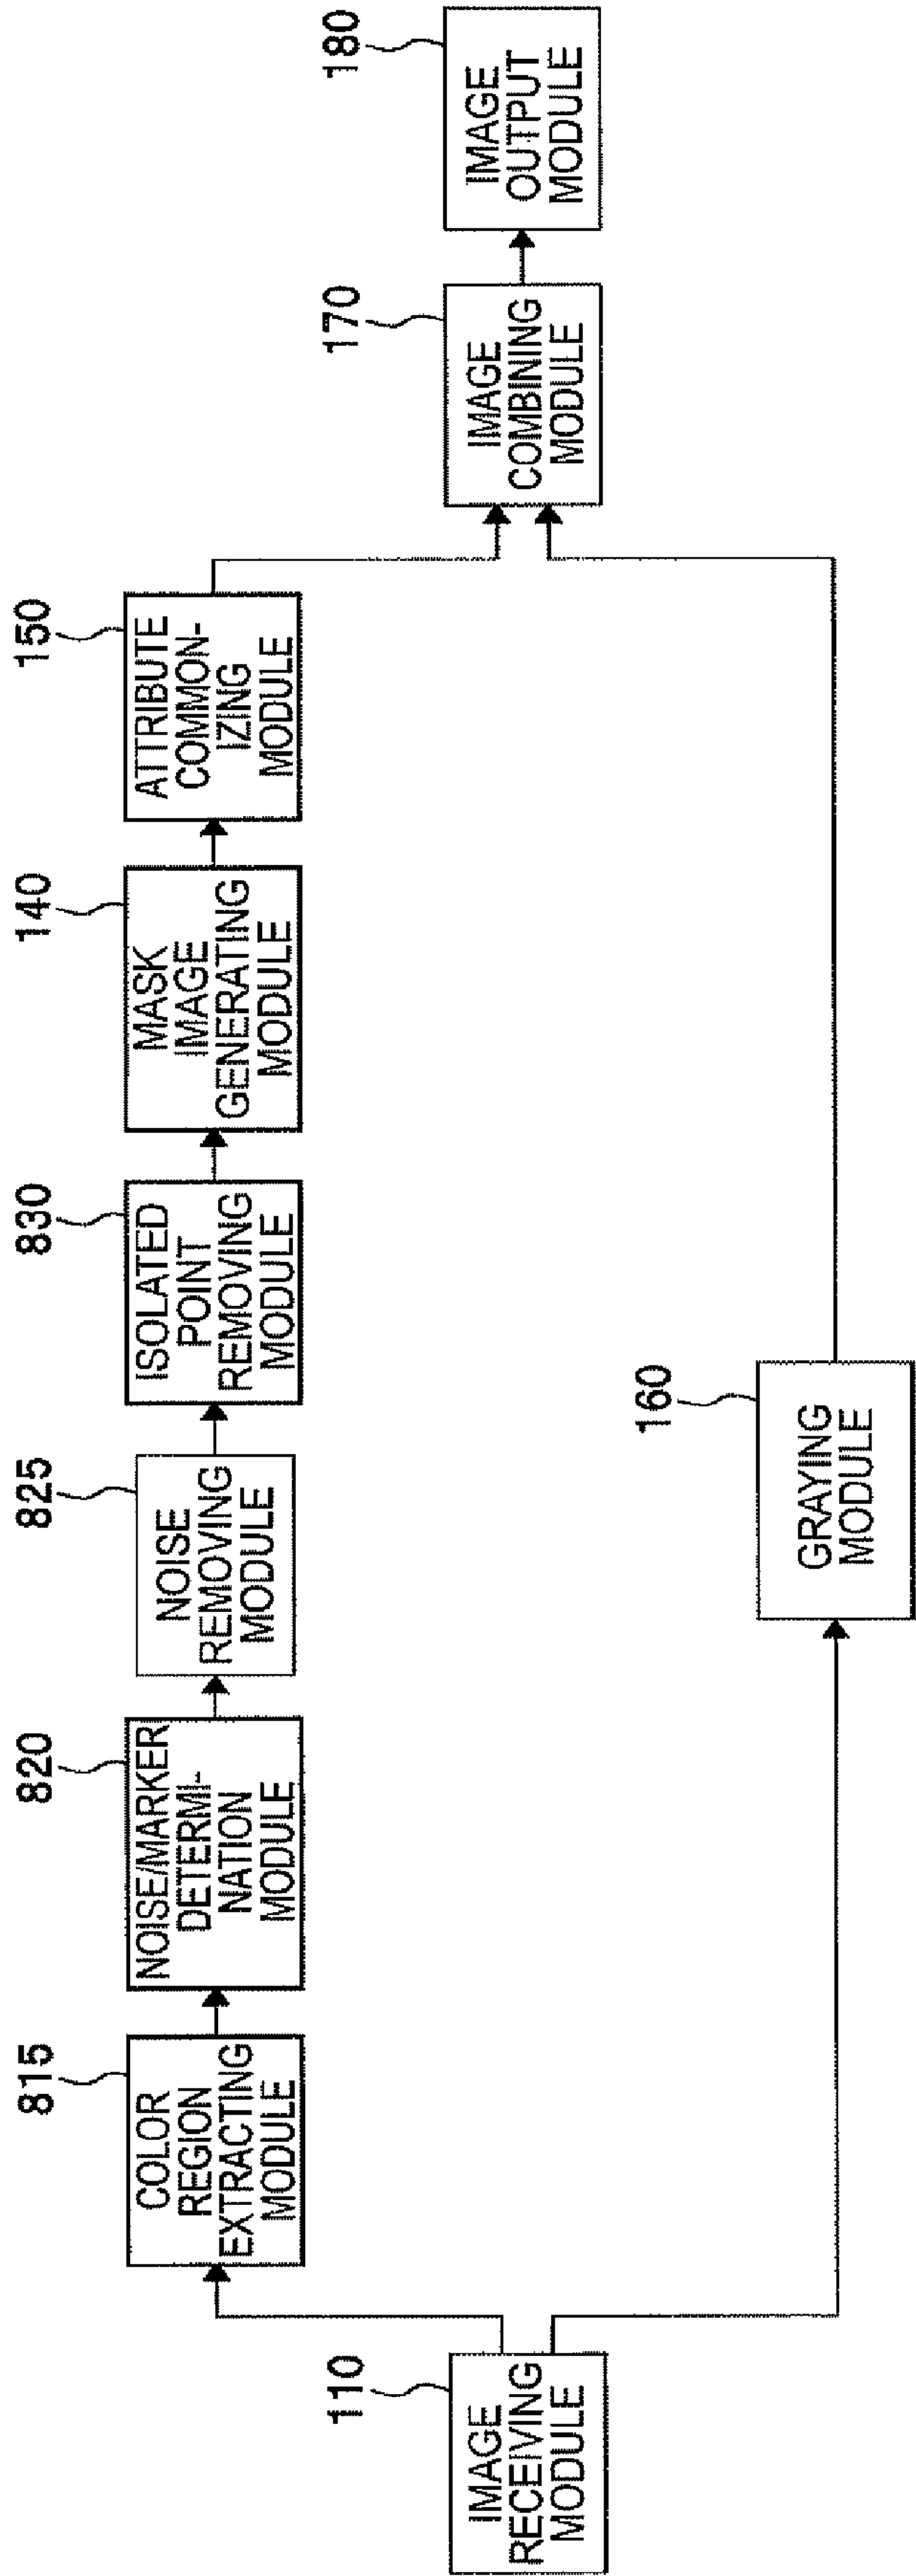 110
IMAGE
RECEIVING
MODULE
815
COLOR
REGION
EXTRACTING
MODULE
820
NOISE/MARKER
DETERMI-
NATION
MODULE
825
NOISE
REMOVING
MODULE
830
ISOLATED
POINT
REMOVING
MODULE
140
MASK
IMAGE
GENERATING
MODULE
150
ATTRIBUTE
COMMON-
IZING
MODULE
160
GRAYING
MODULE
170
IMAGE
COMBINING
MODULE
180
IMAGE
OUTPUT
MODULE